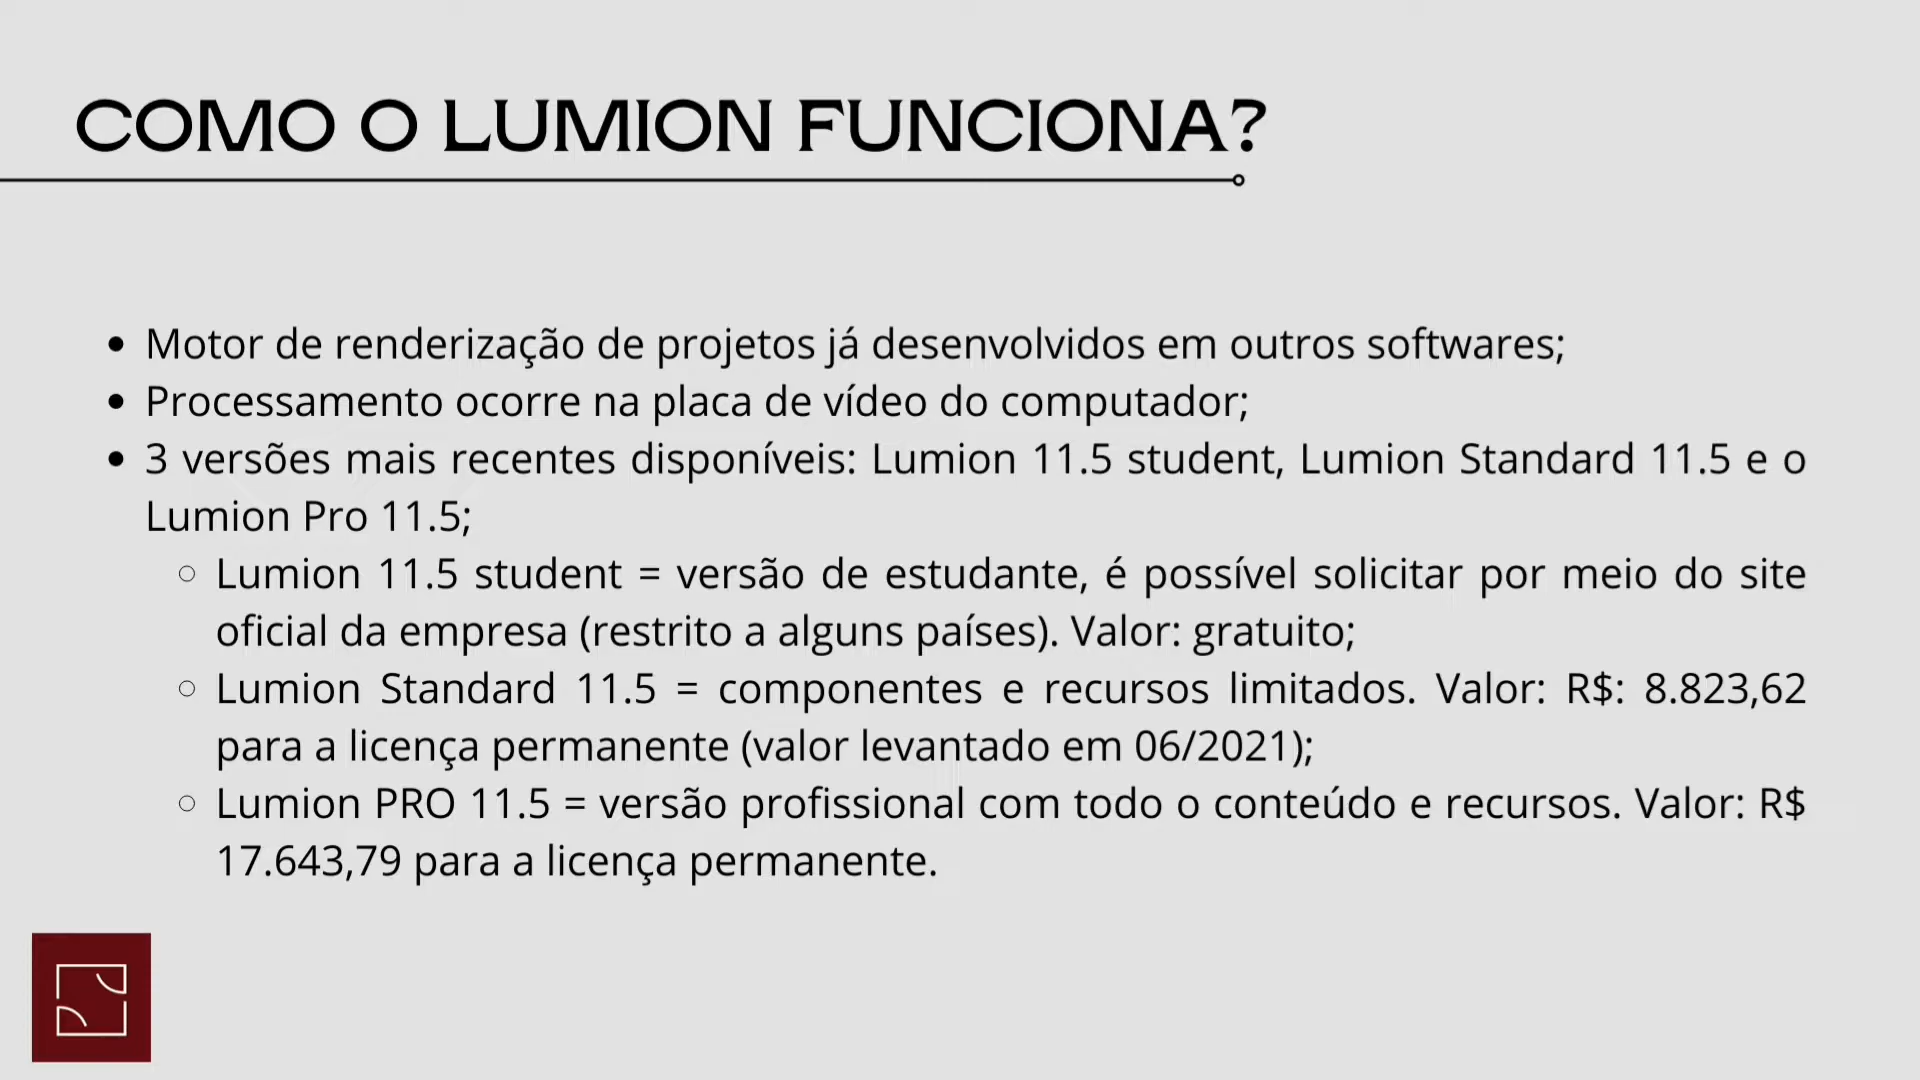 COMO O LUMION FUNCIONA?
• Motor de renderização de projetos já desenvolvidos em outros softwares;
• Processamento ocorre na placa de vídeo do computador;
• 3 versões mais recentes disponíveis: Lumion 11.5 student, Lumion Standard 11.5 e o
Lumion Pro 11.5;
○ Lumion 11.5 student = versão de estudante, é possível solicitar por meio do site
oficial da empresa (restrito a alguns países). Valor: gratuito;
○ Lumion Standard 11.5 = componentes e recursos limitados. Valor: R$: 8.823,62
para a licença permanente (valor levantado em 06/2021);
○ Lumion PRO 11.5 = versão profissional com todo o conteúdo e recursos. Valor: R$
17.643,79 para a licença permanente.